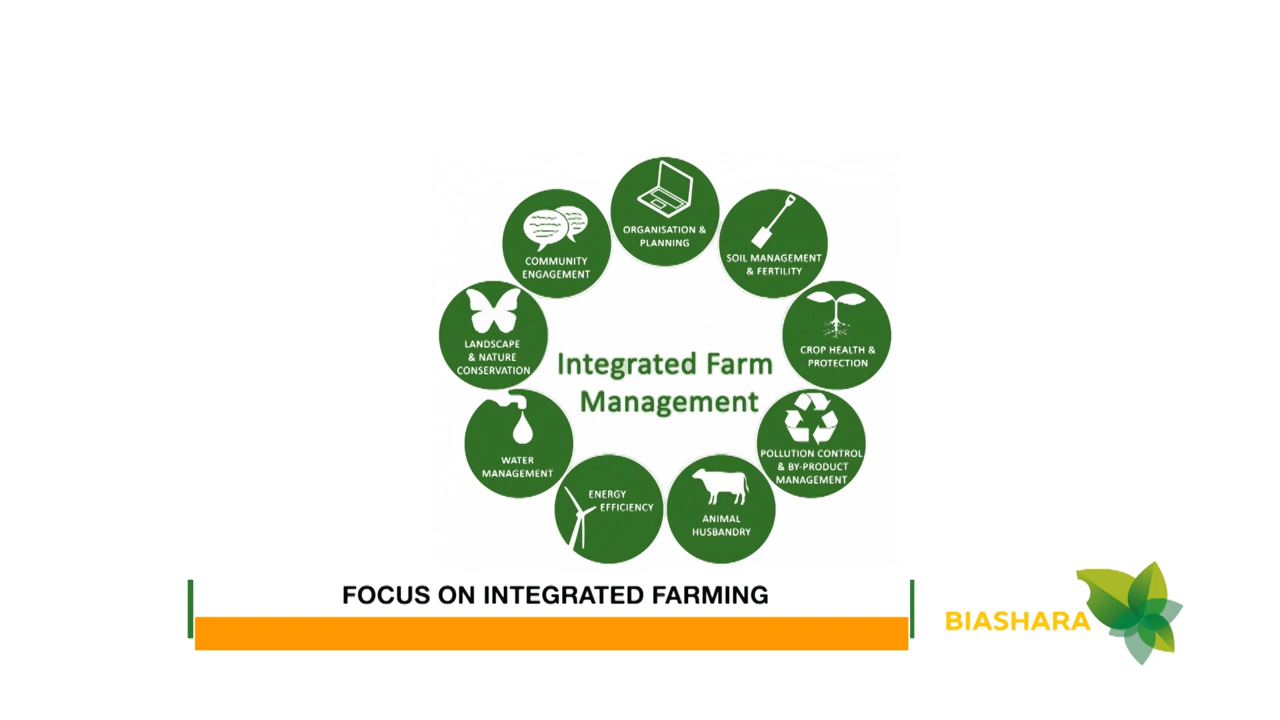 ORGANISATION &
PLANNING
SOIL MANAGEMENT
& FERTILITY
CROP HEALTH &
PROTECTION
POLLUTION CONTROL
& BY-PRODUCT
MANAGEMENT
ANIMAL
HUSBANDRY
ENERGY
EFFICIENCY
WATER
MANAGEMENT
LANDSCAPE
& NATURE
CONSERVATION
COMMUNITY
ENGAGEMENT
Integrated Farm
Management
FOCUS ON INTEGRATED FARMING
BIASHARA